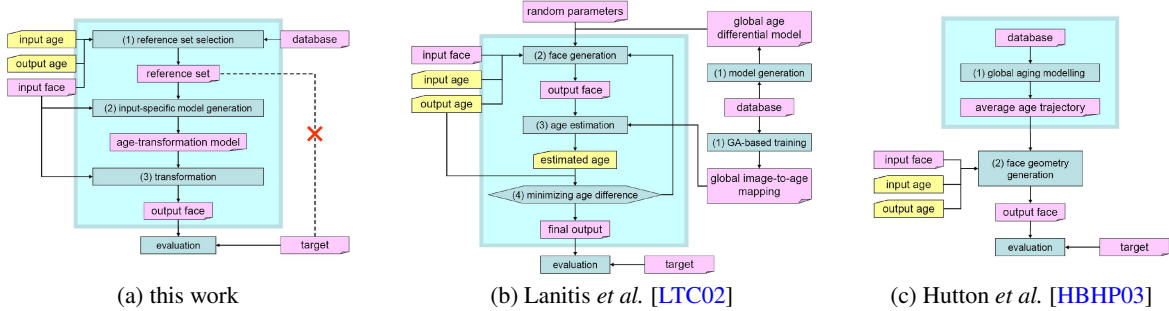 input age
output age
input face
(1) reference set selection
database
reference set
(2) input-specific model generation
age-transformation model
(3) transformation
output face
evaluation
target
(a) this work
random parameters
global age
differential model
input face
input age
output age
(2) face generation
(1) model generation
output face
database
(3) age estimation
(1) GA-based training
estimated age
global image-to-age
mapping
(4) minimizing age difference
final output
evaluation
target
(b) Lanitis et al. [LTC02]
database
(1) global aging modelling
average age trajectory
input face
input age
output age
(2) face geometry
generation
output face
evaluation
target
(c) Hutton et al. [HBHP03]